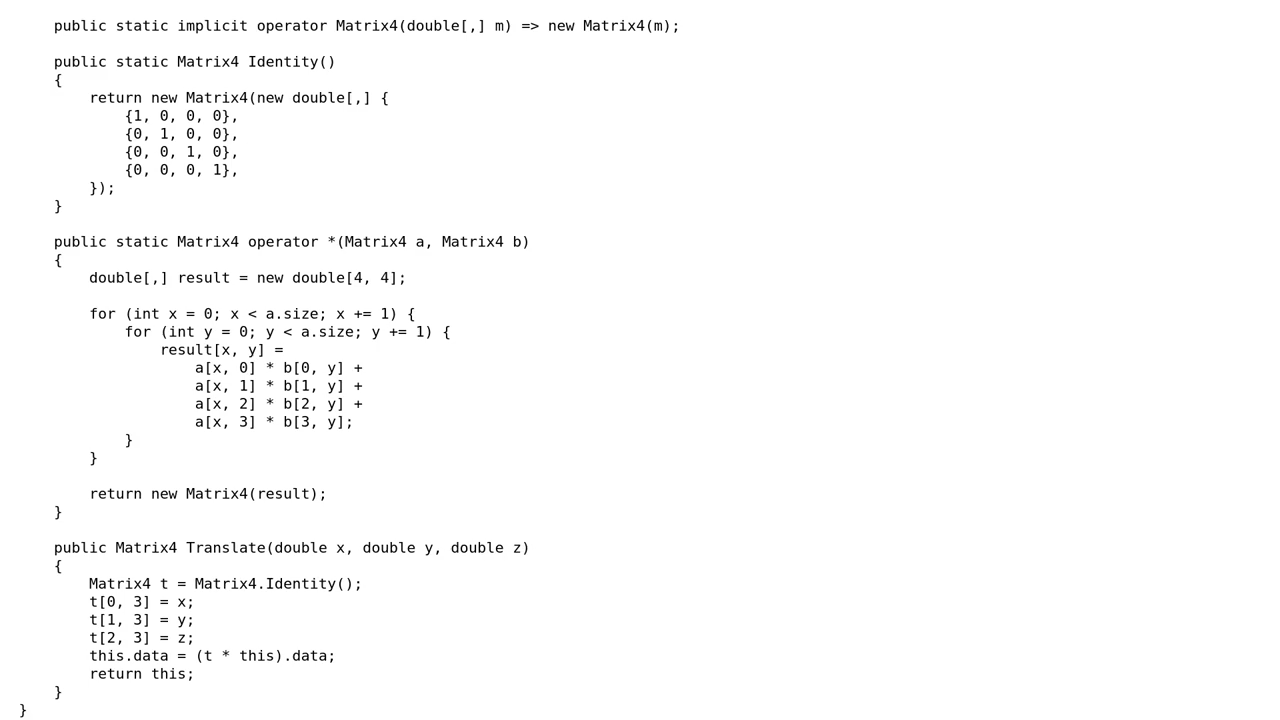 public static implicit operator Matrix4(double[,] m) => new Matrix4(m);

    public static Matrix4 Identity()
    {
        return new Matrix4(new double[,] {
            {1, 0, 0, 0},
            {0, 1, 0, 0},
            {0, 0, 1, 0},
            {0, 0, 0, 1},
        });
    }

    public static Matrix4 operator *(Matrix4 a, Matrix4 b)
    {
        double[,] result = new double[4, 4];

        for (int x = 0; x < a.size; x += 1) {
            for (int y = 0; y < a.size; y += 1) {
                result[x, y] =
                    a[x, 0] * b[0, y] +
                    a[x, 1] * b[1, y] +
                    a[x, 2] * b[2, y] +
                    a[x, 3] * b[3, y];
            }
        }

        return new Matrix4(result);
    }

    public Matrix4 Translate(double x, double y, double z)
    {
        Matrix4 t = Matrix4.Identity();
        t[0, 3] = x;
        t[1, 3] = y;
        t[2, 3] = z;
        this.data = (t * this).data;
        return this;
    }
}